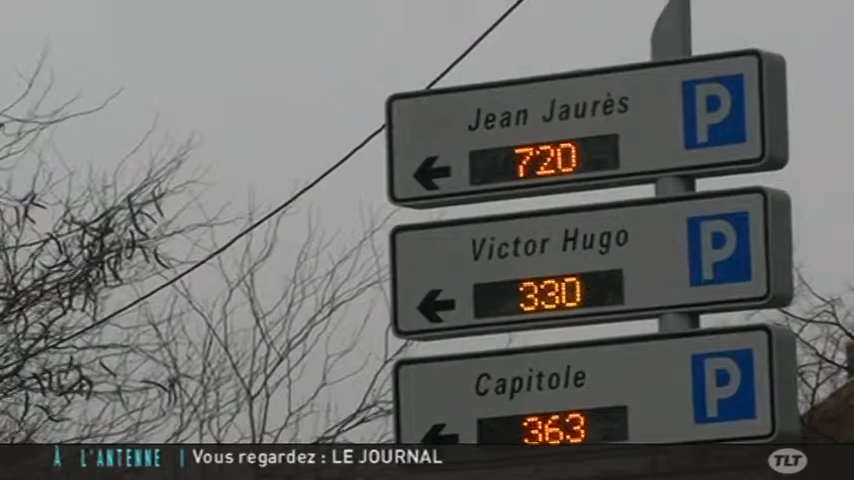 Jean Jaurès P
720
Victor Hugo P
330
Capitole P
363
À L'ANTENNE | Vous regardez : LE JOURNAL
TLT